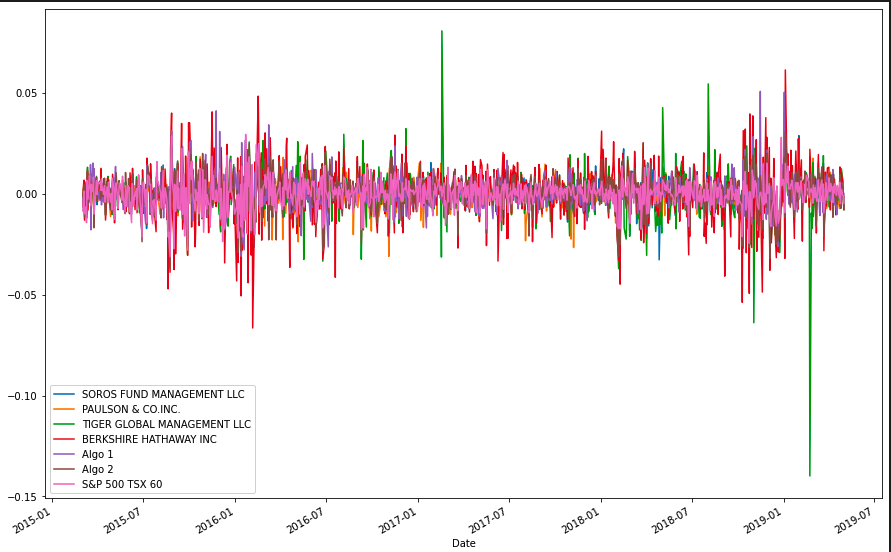 0.05
0.00
−0.05
−0.10
−0.15
SOROS FUND MANAGEMENT LLC
PAULSON & CO.INC.
TIGER GLOBAL MANAGEMENT LLC
BERKSHIRE HATHAWAY INC
Algo 1
Algo 2
S&P 500 TSX 60
2015-01
2015-07
2016-01
2016-07
2017-01
2017-07
2018-01
2018-07
2019-01
2019-07
Date